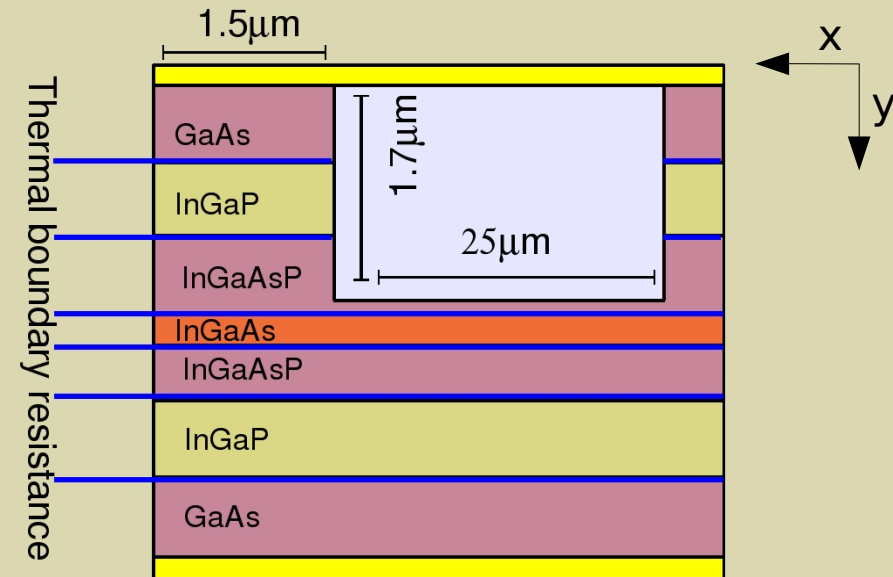 1.5μm
x
y
Thermal boundary resistance
GaAs
1.7μm
InGaP
25μm
InGaAsP
InGaAs
InGaAsP
InGaP
GaAs